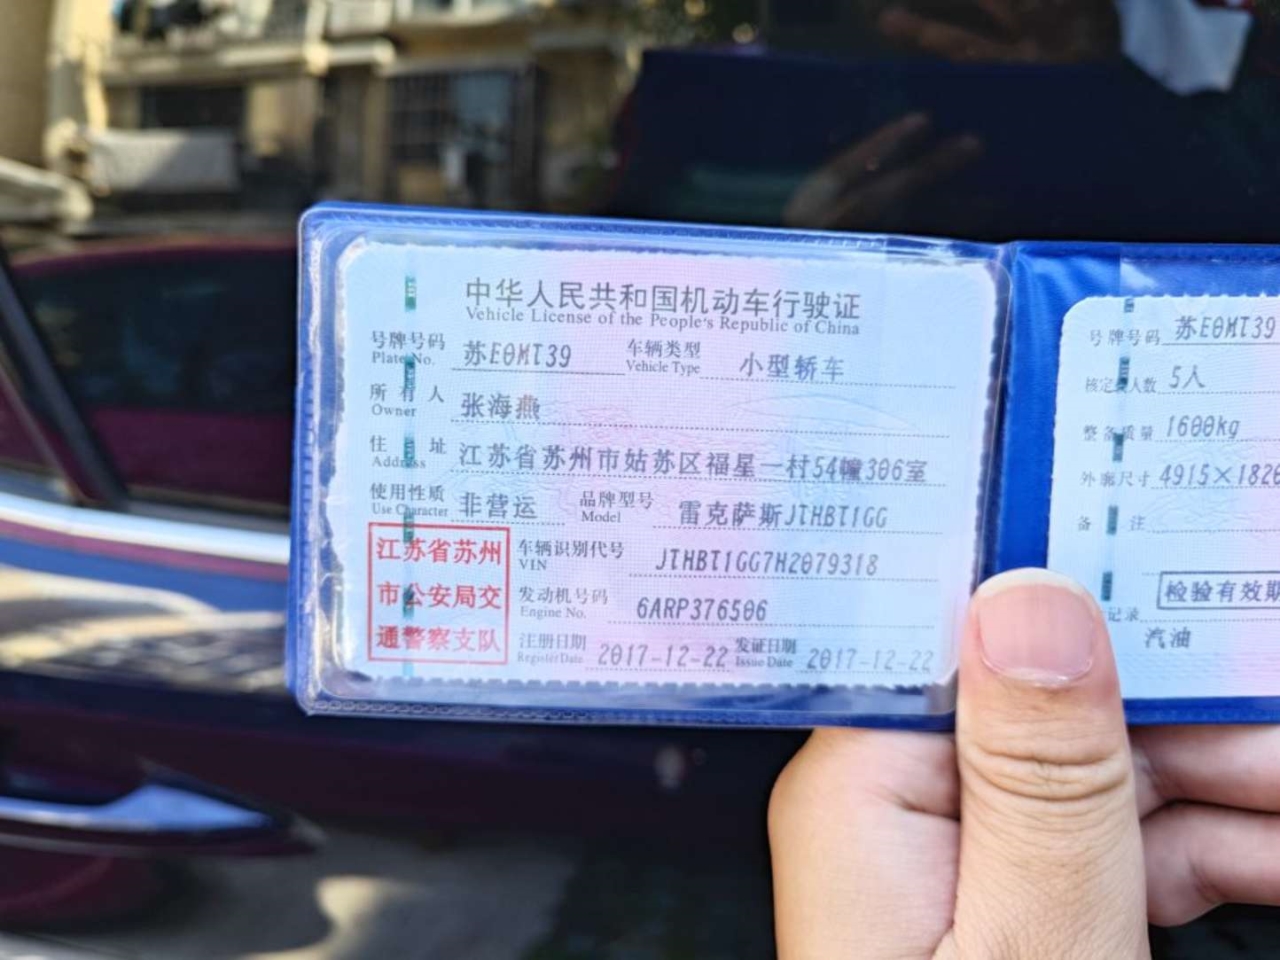 中华人民共和国机动车行驶证
Vehicle License of the People's Republic of China
号牌号码 Plate No. 苏E0MT39 车辆类型 Vehicle Type 小型轿车
所有人 Owner 张海燕
住址 Address 江苏省苏州市姑苏区福星一村54幢306室
使用性质 Use Character 非营运 品牌型号 Model 雷克萨斯JTHBT1GG
江苏省苏州
市公安局交
通警察支队
车辆识别代号 VIN JTHBT1GG7H2079318
发动机号码 Engine No. 6ARP376506
注册日期 Register Date 2017-12-22 发证日期 Issue Date 2017-12-22
号牌号码 苏E0MT39
核定载人数 5人
整备质量 1600kg
外廓尺寸 4915×1826
备注
检验有效期
记录
汽油